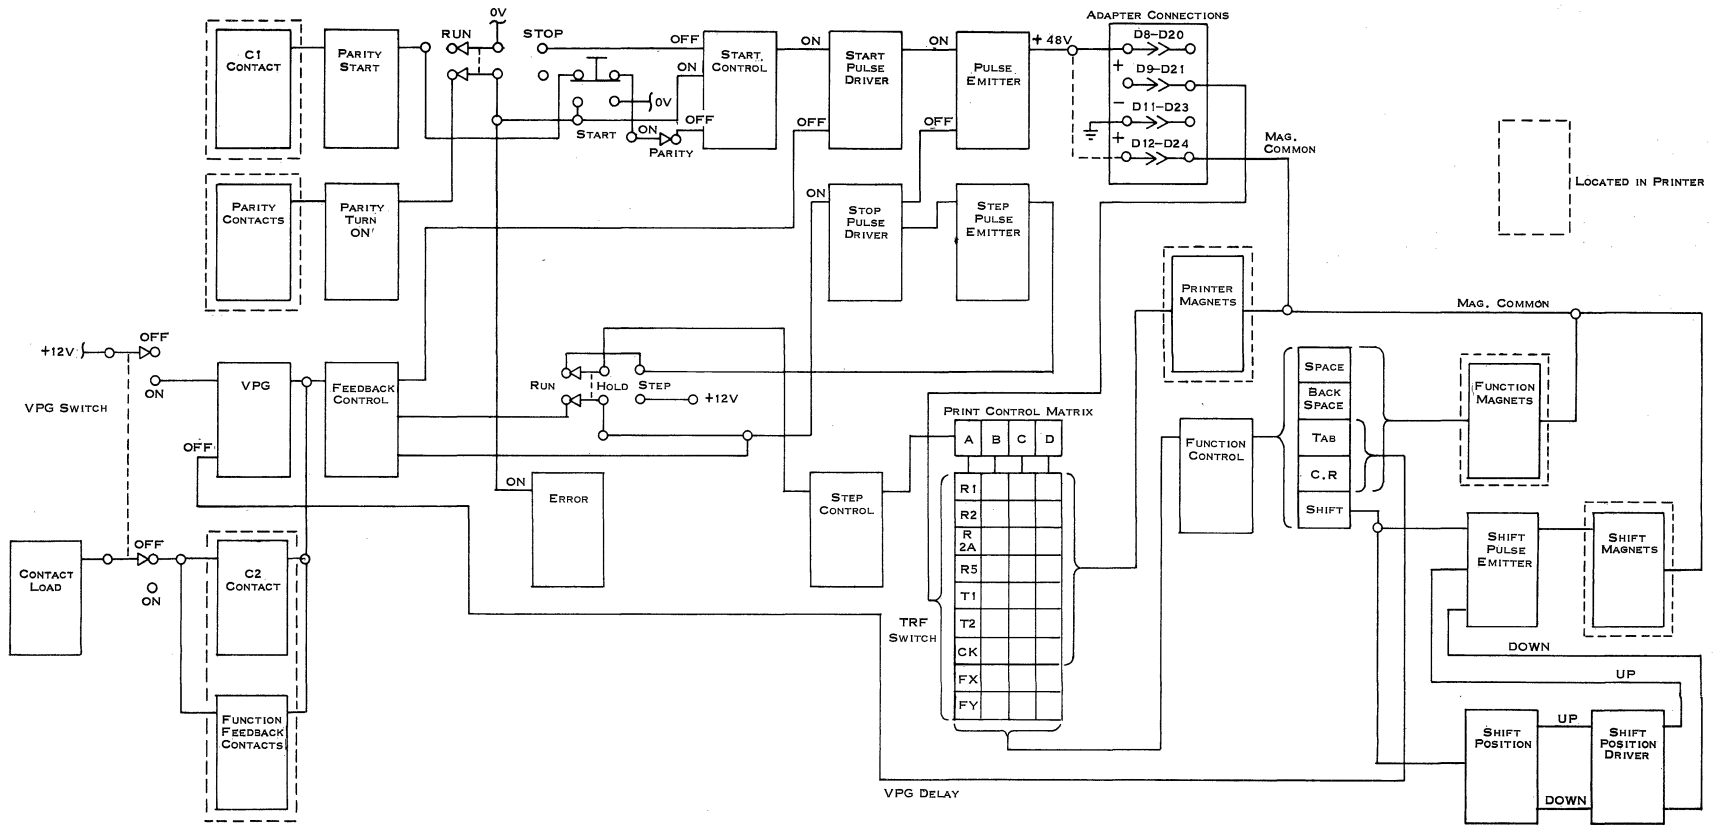 0V
ADAPTER CONNECTIONS
RUN
STOP
OFF
ON
ON
+ 48V
D8–D20
C1
CONTACT
PARITY
START
START
CONTROL
START
PULSE
DRIVER
PULSE
EMITTER
+
D9–D21
ON
0V
–
D11–D23
START
ON
OFF
OFF
OFF
PARITY
+
D12–D24
MAG.
COMMON
LOCATED IN PRINTER
PARITY
CONTACTS
PARITY
TURN
ON'
ON
STOP
PULSE
DRIVER
STEP
PULSE
EMITTER
PRINTER
MAGNETS
MAG. COMMON
+12V
OFF
ON
VPG SWITCH
VPG
FEEDBACK
CONTROL
RUN
HOLD
STEP
+12V
OFF
SPACE
BACK
SPACE
TAB
C.R
SHIFT
FUNCTION
MAGNETS
PRINT CONTROL MATRIX
A
B
C
D
FUNCTION
CONTROL
R1
R2
R
2A
R5
T1
T2
CK
FX
FY
ON
ERROR
STEP
CONTROL
TRF
SWITCH
SHIFT
PULSE
EMITTER
SHIFT
MAGNETS
CONTACT
LOAD
OFF
ON
C2
CONTACT
DOWN
UP
FUNCTION
FEEDBACK
CONTACTS
VPG DELAY
SHIFT
POSITION
UP
DOWN
SHIFT
POSITION
DRIVER